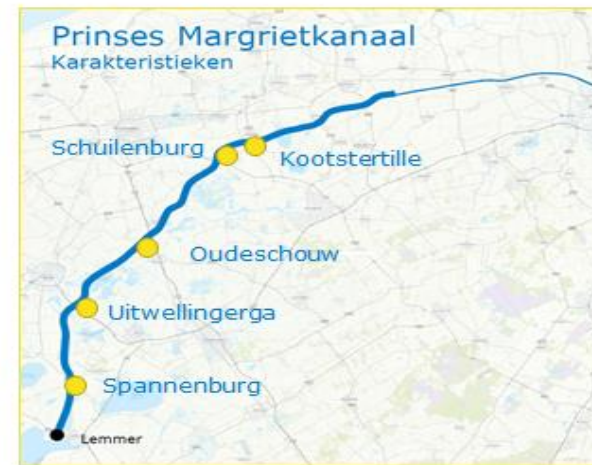 Prinses Margrietkanaal
Karakteristieken
Schuilenburg
Kootstertille
Oudeschouw
Uitwellingerga
Spannenburg
Lemmer